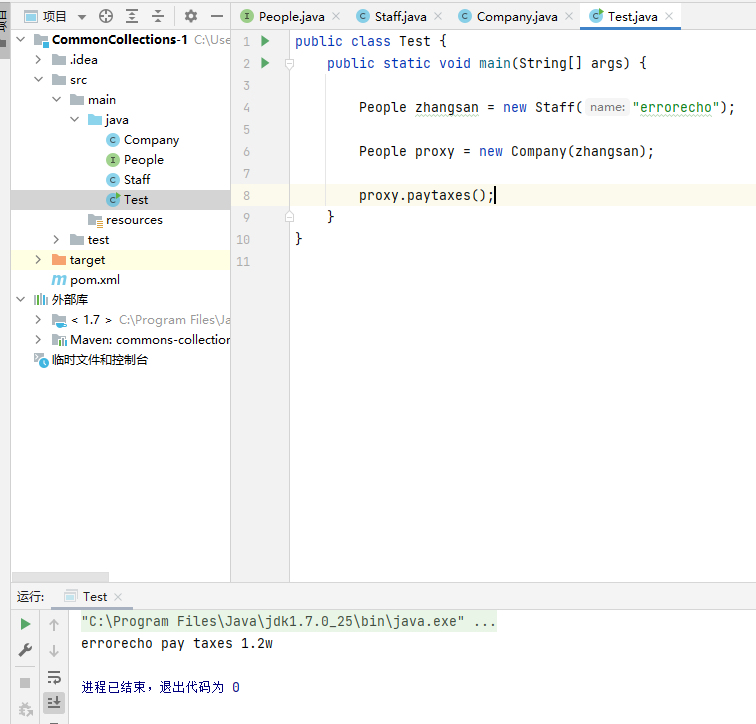 项目
People.java
Staff.java
Company.java
Test.java
CommonCollections-1 C:\Use
.idea
src
main
java
Company
People
Staff
Test
resources
test
target
pom.xml
外部库
< 1.7 > C:\Program Files\Ja
Maven: commons-collection
临时文件和控制台
1 public class Test {
2 public static void main(String[] args) {
3
4 People zhangsan = new Staff( name: "errorecho");
5
6 People proxy = new Company(zhangsan);
7
8 proxy.paytaxes();
9 }
10 }
11
运行: Test
"C:\Program Files\Java\jdk1.7.0_25\bin\java.exe" ...
errorecho pay taxes 1.2w
进程已结束，退出代码为 0